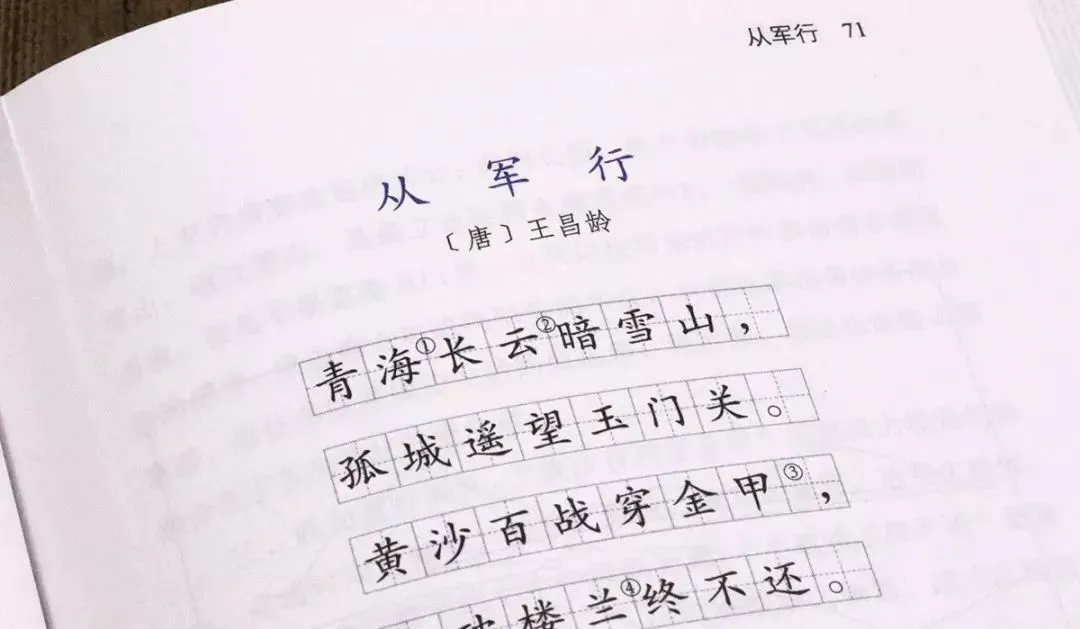 从军行 71
从军行
〔唐〕王昌龄
青海①长云②暗雪山，
孤城遥望玉门关。
黄沙百战穿金甲③，
破楼兰④终不还。